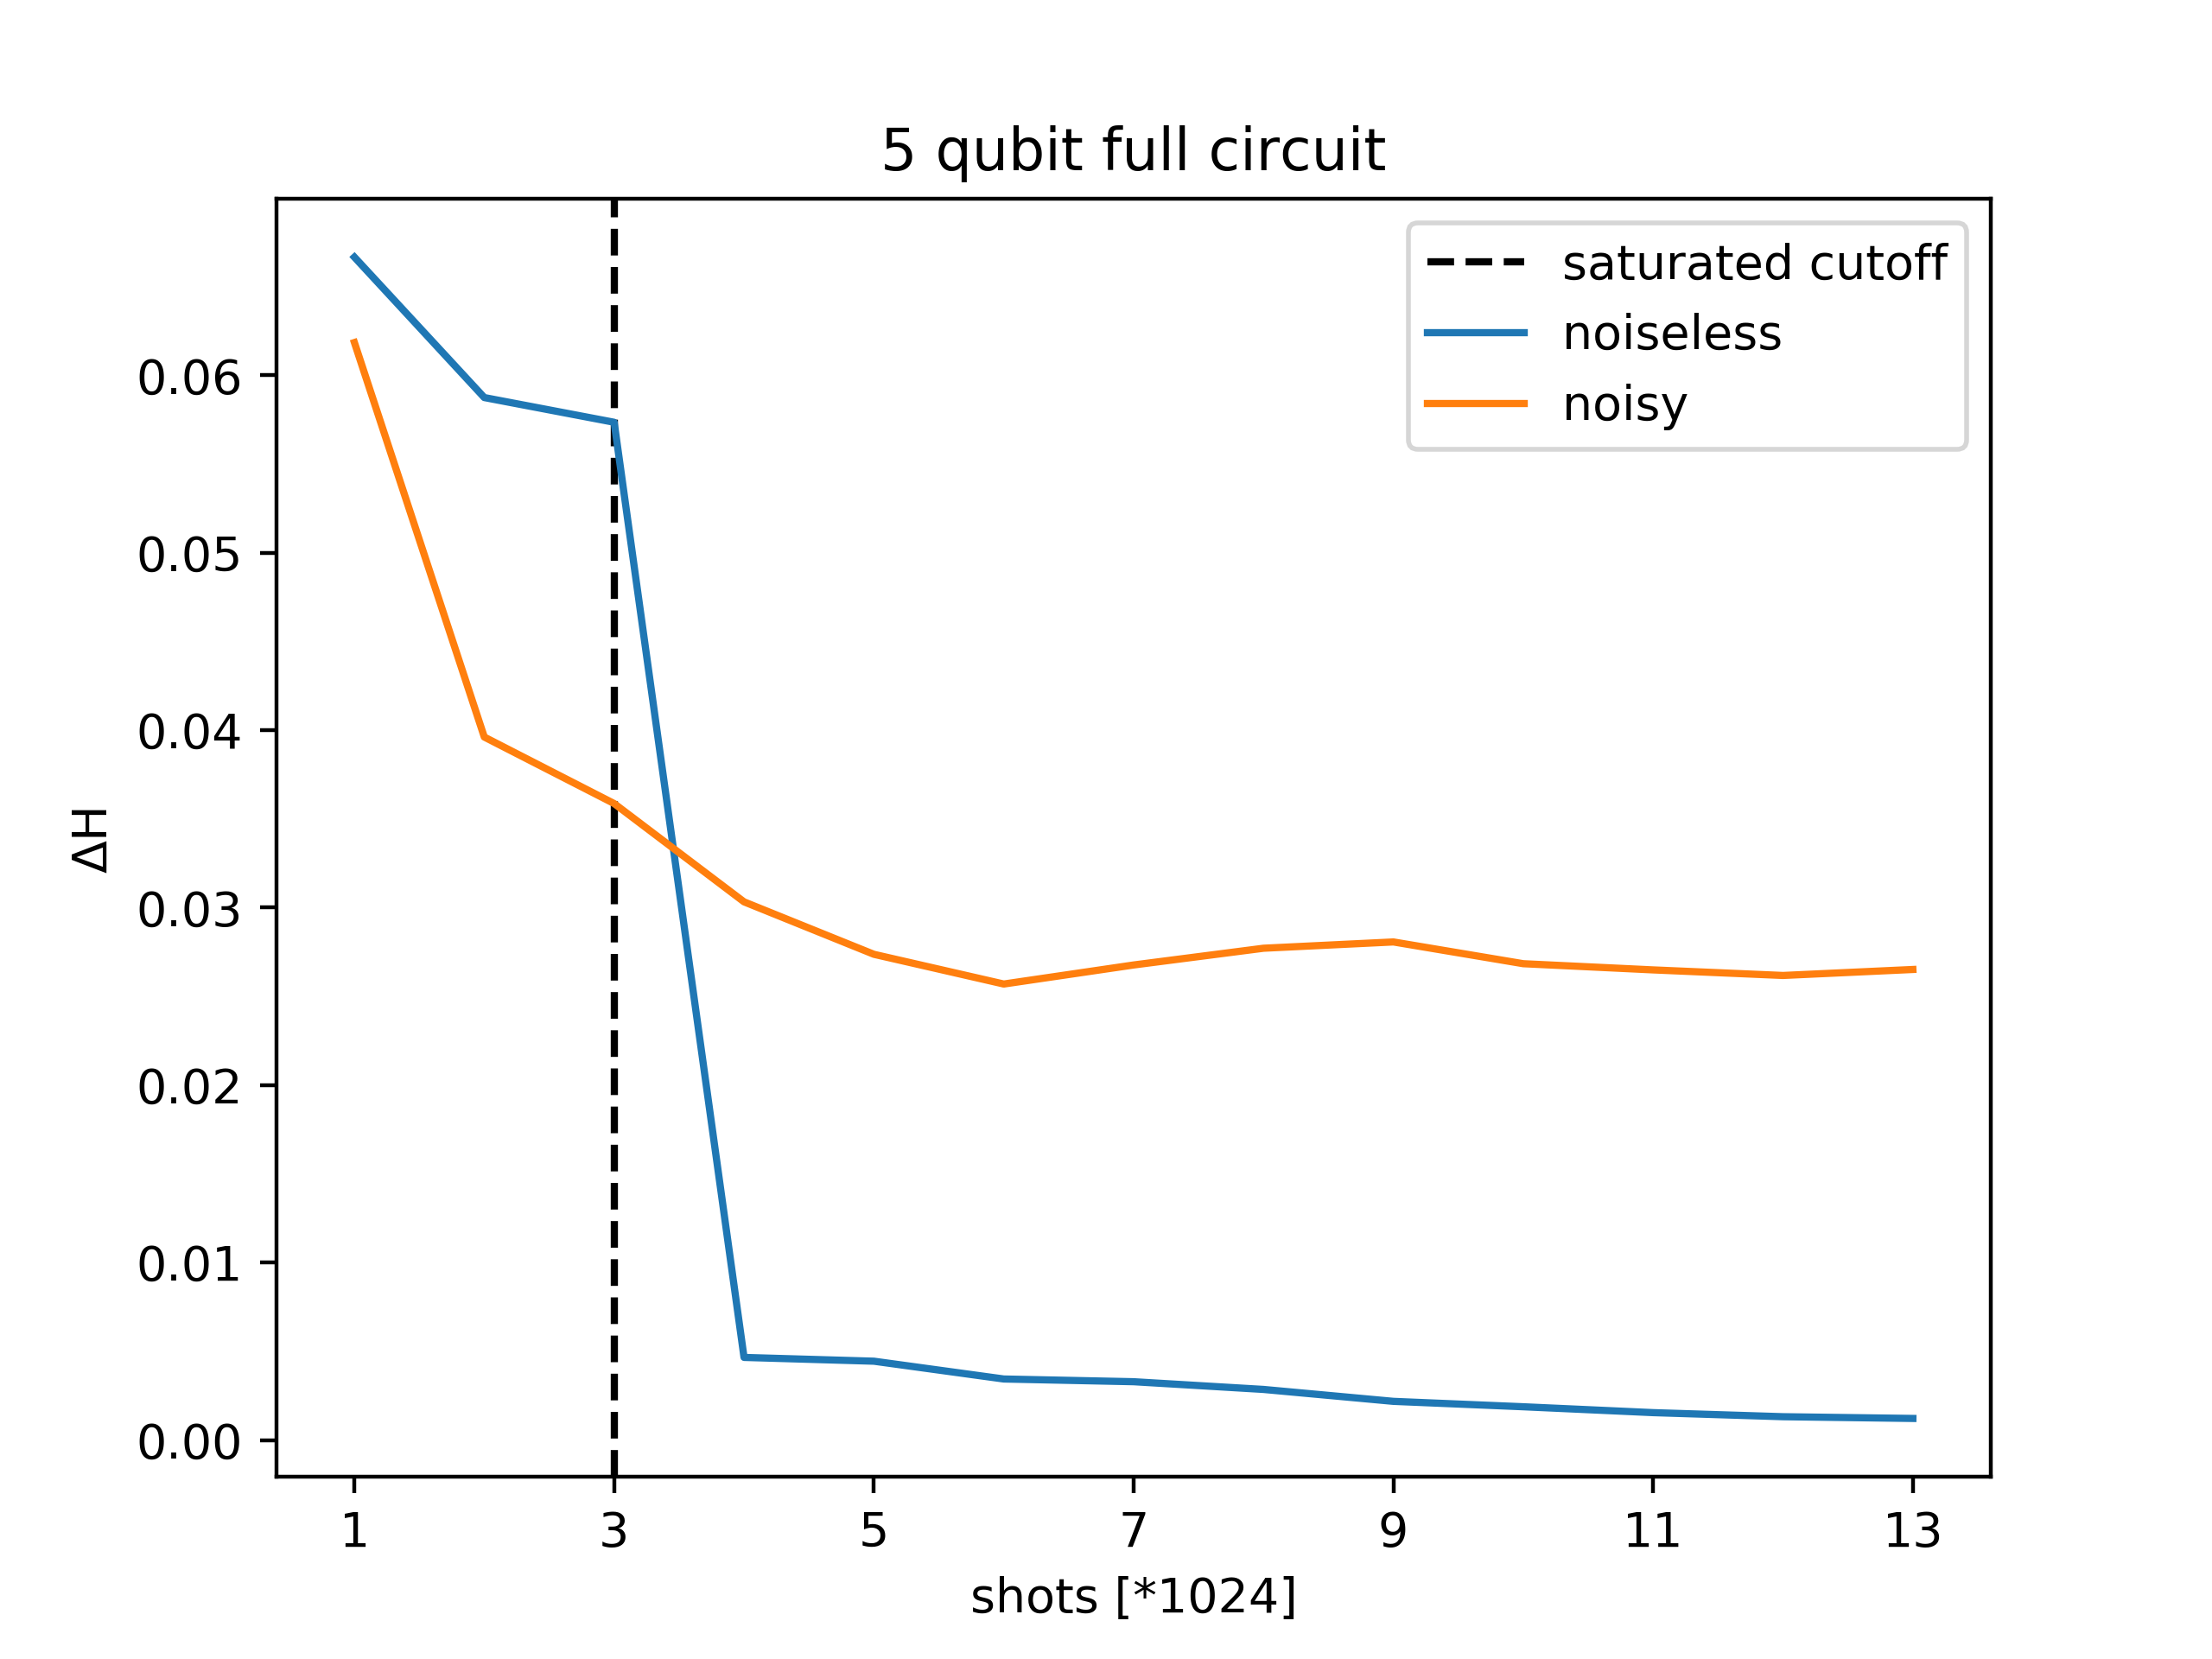 5 qubit full circuit
saturated cutoff
noiseless
noisy
0.06
0.05
0.04
0.03
0.02
0.01
0.00
ΔH
1 3 5 7 9 11 13
shots [*1024]